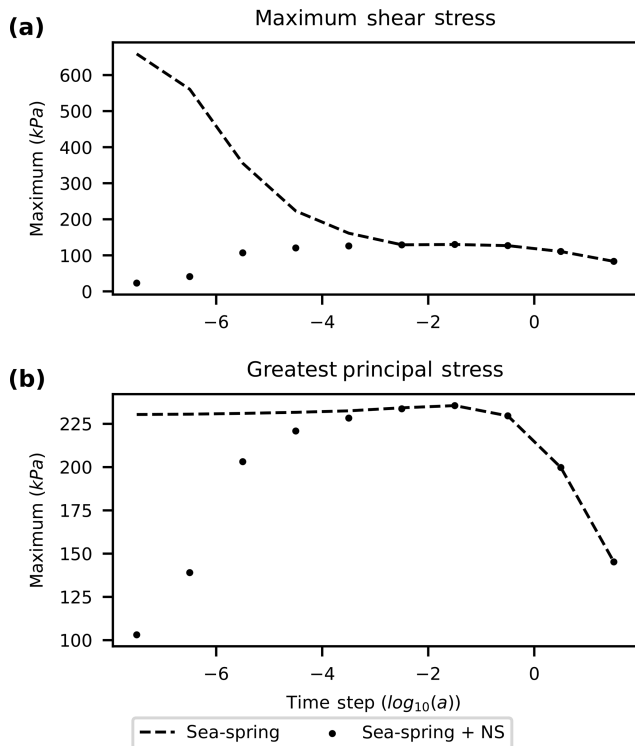 (a)
Maximum shear stress
600
500
400
300
200
100
0
Maximum (kPa)
−6 −4 −2 0
(b)
Greatest principal stress
225
200
175
150
125
100
Maximum (kPa)
−6 −4 −2 0
Time step (log₁₀(a))
Sea-spring Sea-spring + NS